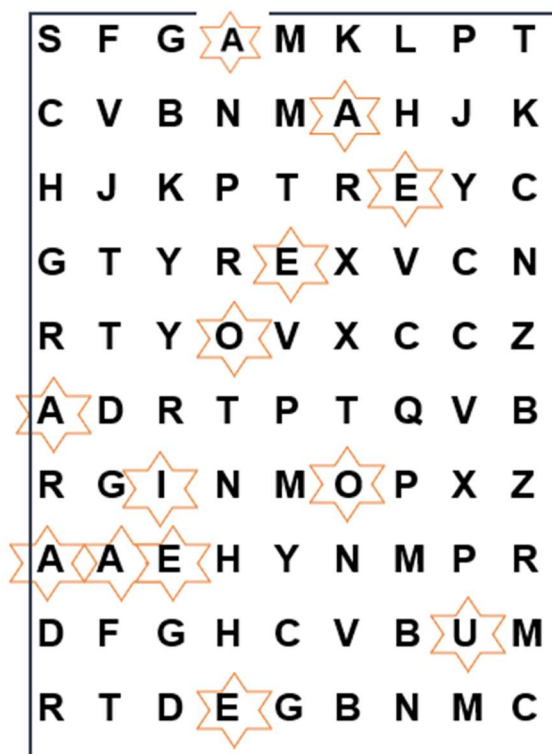 S F G A M K L P T
C V B N M A H J K
H J K P T R E Y C
G T Y R E X V C N
R T Y O V X C C Z
A D R T P T Q V B
R G I N M O P X Z
A A E H Y N M P R
D F G H C V B U M
R T D E G B N M C